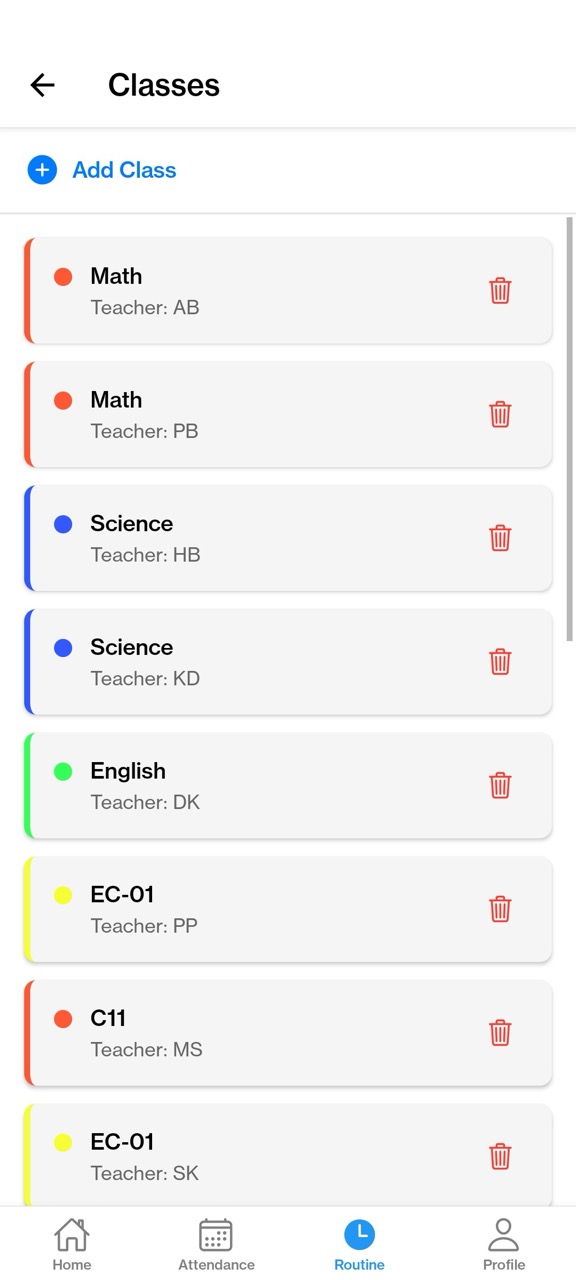 Classes
Add Class
Math
Teacher: AB
Math
Teacher: PB
Science
Teacher: HB
Science
Teacher: KD
English
Teacher: DK
EC-01
Teacher: PP
C11
Teacher: MS
EC-01
Teacher: SK
Home
Attendance
Routine
Profile